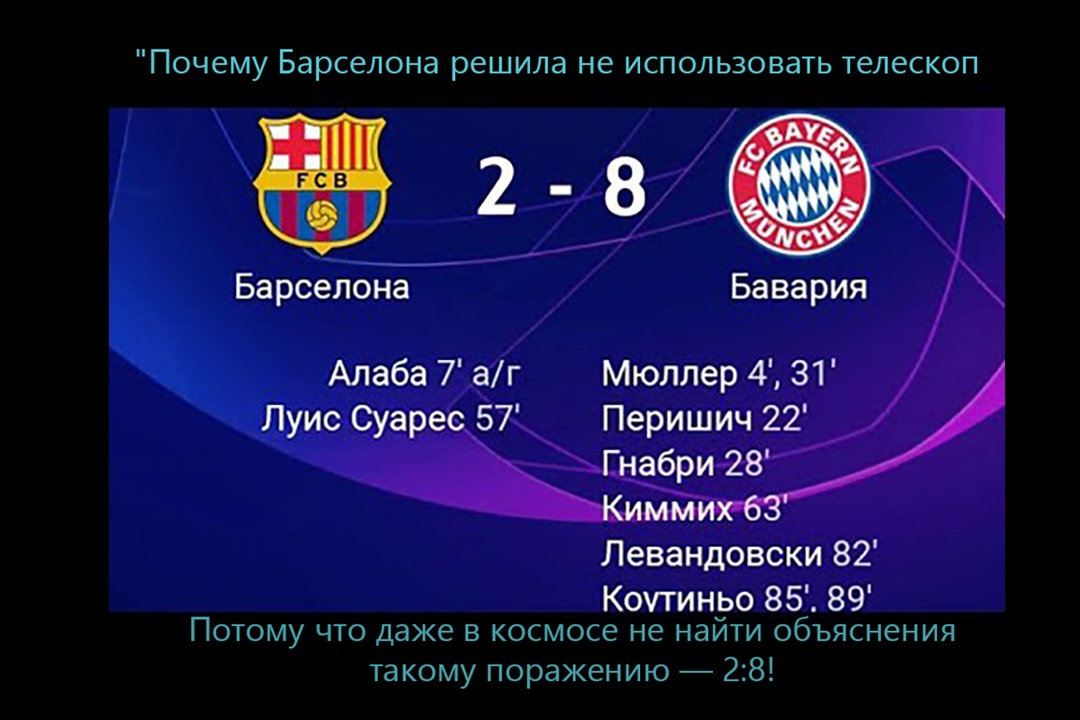 "Почему Барселона решила не использовать телескоп
FCB
2 - 8
FC BAYERN
MÜNCHEN
Барселона
Бавария
Алаба 7' а/г
Луис Суарес 57'
Мюллер 4', 31'
Перишич 22'
Гнабри 28'
Киммих 63'
Левандовски 82'
Коутиньо 85', 89'
Потому что даже в космосе не найти объяснения
такому поражению — 2:8!